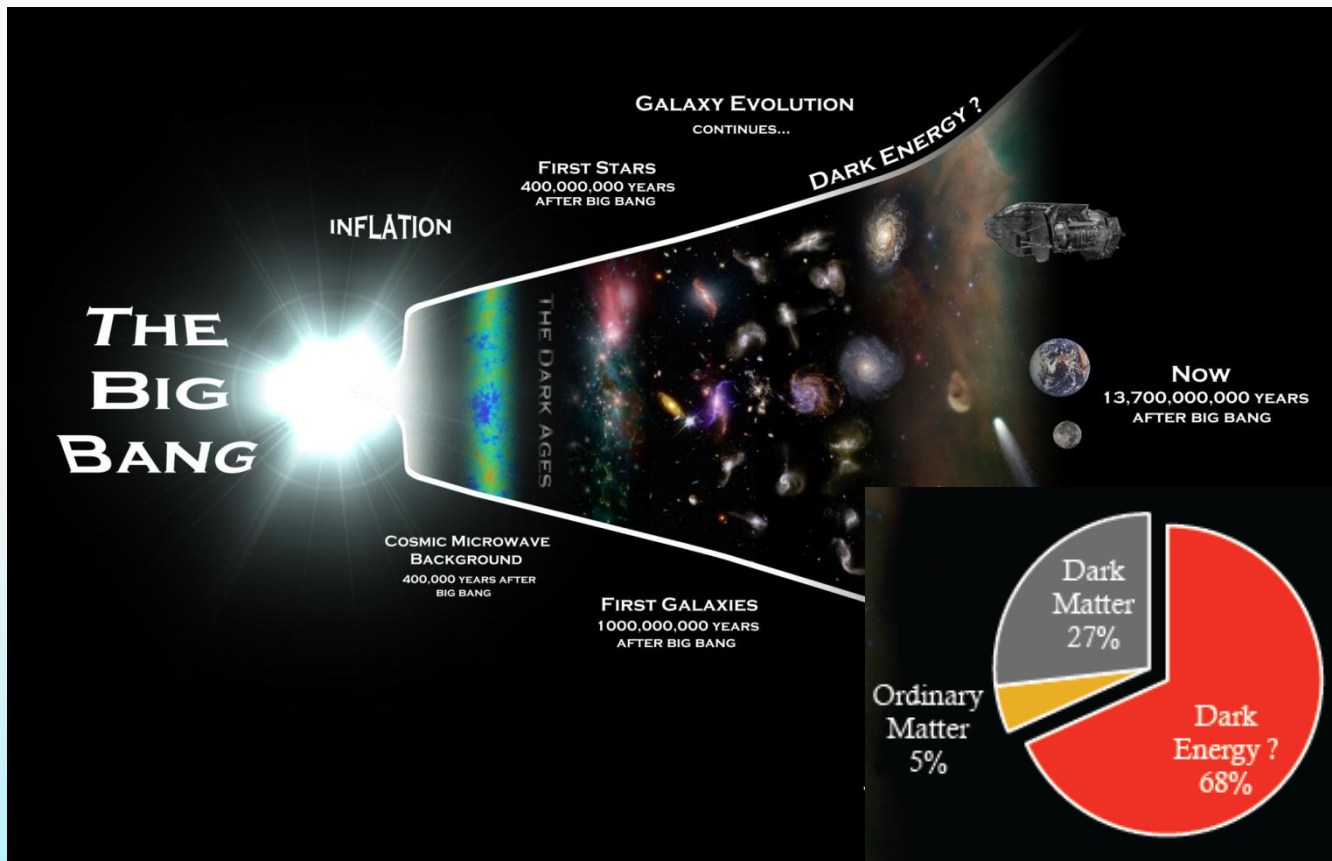 THE
BIG
BANG
INFLATION
COSMIC MICROWAVE
BACKGROUND
400,000 YEARS AFTER
BIG BANG
THE DARK AGES
FIRST STARS
400,000,000 YEARS
AFTER BIG BANG
FIRST GALAXIES
1000,000,000 YEARS
AFTER BIG BANG
GALAXY EVOLUTION
CONTINUES...
DARK ENERGY ?
NOW
13,700,000,000 YEARS
AFTER BIG BANG
Dark
Matter
27%
Ordinary
Matter
5%
Dark
Energy ?
68%